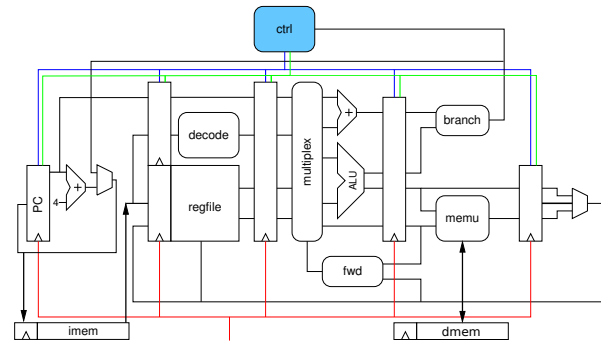 ctrl
decode
multiplex
+
branch
PC
4
+
regfile
ALU
memu
fwd
imem
dmem